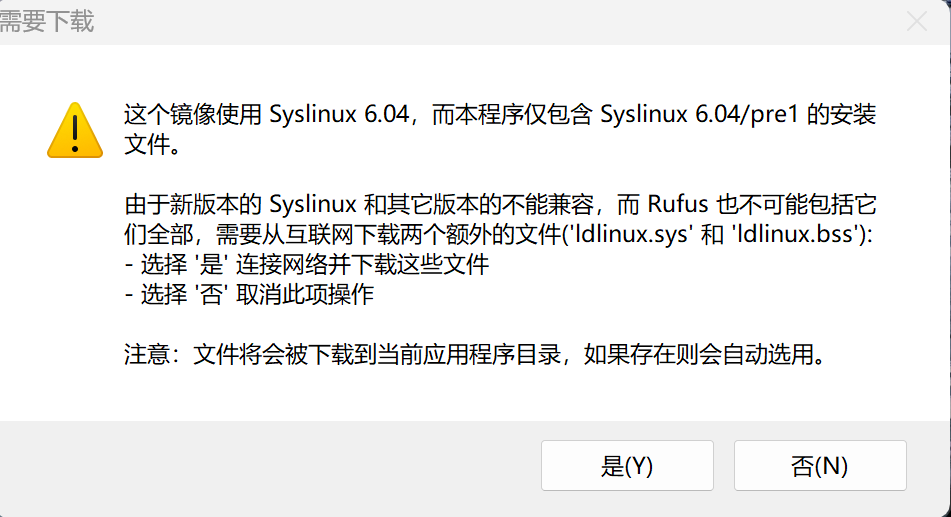 需要下载
这个镜像使用 Syslinux 6.04，而本程序仅包含 Syslinux 6.04/pre1 的安装
文件。
由于新版本的 Syslinux 和其它版本的不能兼容，而 Rufus 也不可能包括它
们全部，需要从互联网下载两个额外的文件('ldlinux.sys' 和 'ldlinux.bss'):
- 选择 '是' 连接网络并下载这些文件
- 选择 '否' 取消此项操作
注意：文件将会被下载到当前应用程序目录，如果存在则会自动选用。
是(Y)
否(N)